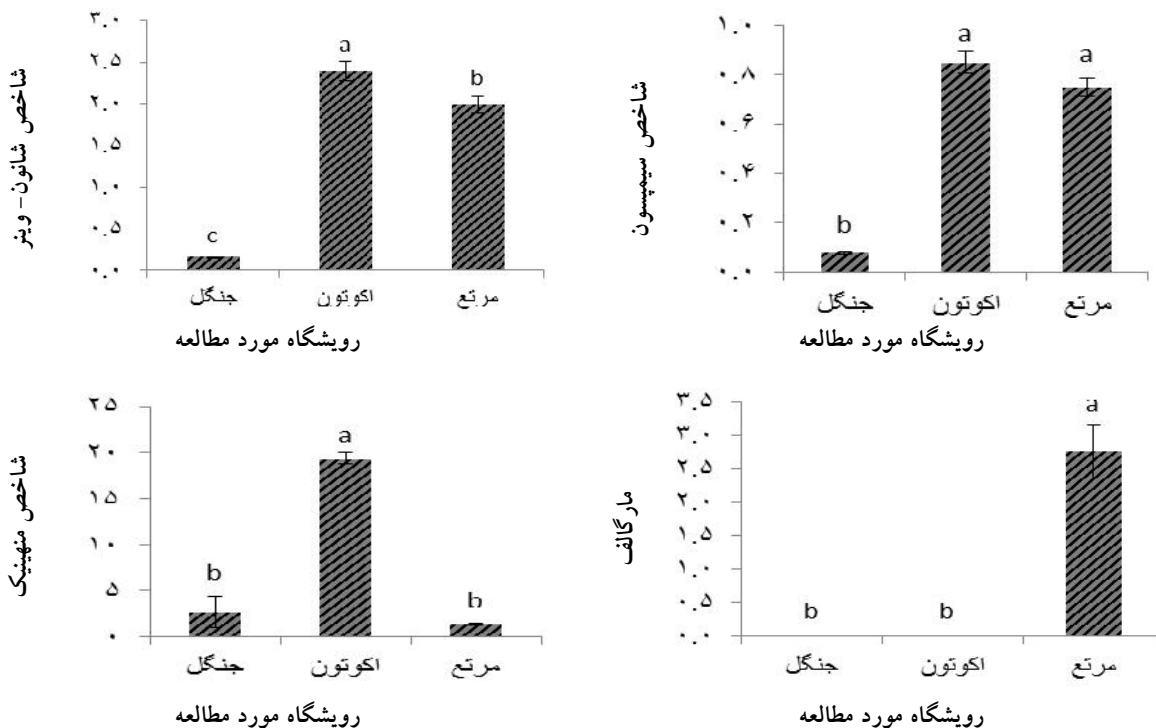 شاخص شانون- وینر
۳.۰
۲.۵
۲.۰
۱.۵
۱.۰
۰.۵
۰.۰
c
a
b
جنگل
اکوتون
مرتع
رویشگاه مورد مطالعه
شاخص سیمپسون
۱.۰
۰.۸
۰.۶
۰.۴
۰.۲
۰.۰
b
a
a
جنگل
اکوتون
مرتع
رویشگاه مورد مطالعه
شاخص منهینیک
۲۵
۲۰
۱۵
۱۰
۵
۰
b
a
b
جنگل
اکوتون
مرتع
رویشگاه مورد مطالعه
مارگالف
۳.۵
۳.۰
۲.۵
۲.۰
۱.۵
۱.۰
۰.۵
۰.۰
b
b
a
جنگل
اکوتون
مرتع
رویشگاه مورد مطالعه